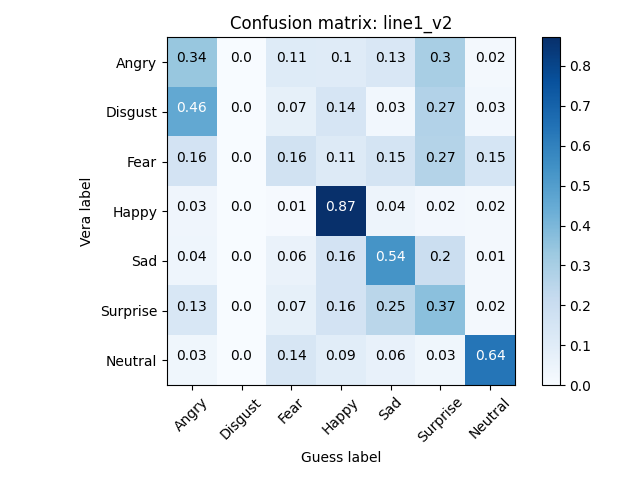 Confusion matrix: line1_v2
Vera label
Angry 0.34 0.0 0.11 0.1 0.13 0.3 0.02
Disgust 0.46 0.0 0.07 0.14 0.03 0.27 0.03
Fear 0.16 0.0 0.16 0.11 0.15 0.27 0.15
Happy 0.03 0.0 0.01 0.87 0.04 0.02 0.02
Sad 0.04 0.0 0.06 0.16 0.54 0.2 0.01
Surprise 0.13 0.0 0.07 0.16 0.25 0.37 0.02
Neutral 0.03 0.0 0.14 0.09 0.06 0.03 0.64
Angry Disgust Fear Happy Sad Surprise Neutral
Guess label
0.8
0.7
0.6
0.5
0.4
0.3
0.2
0.1
0.0